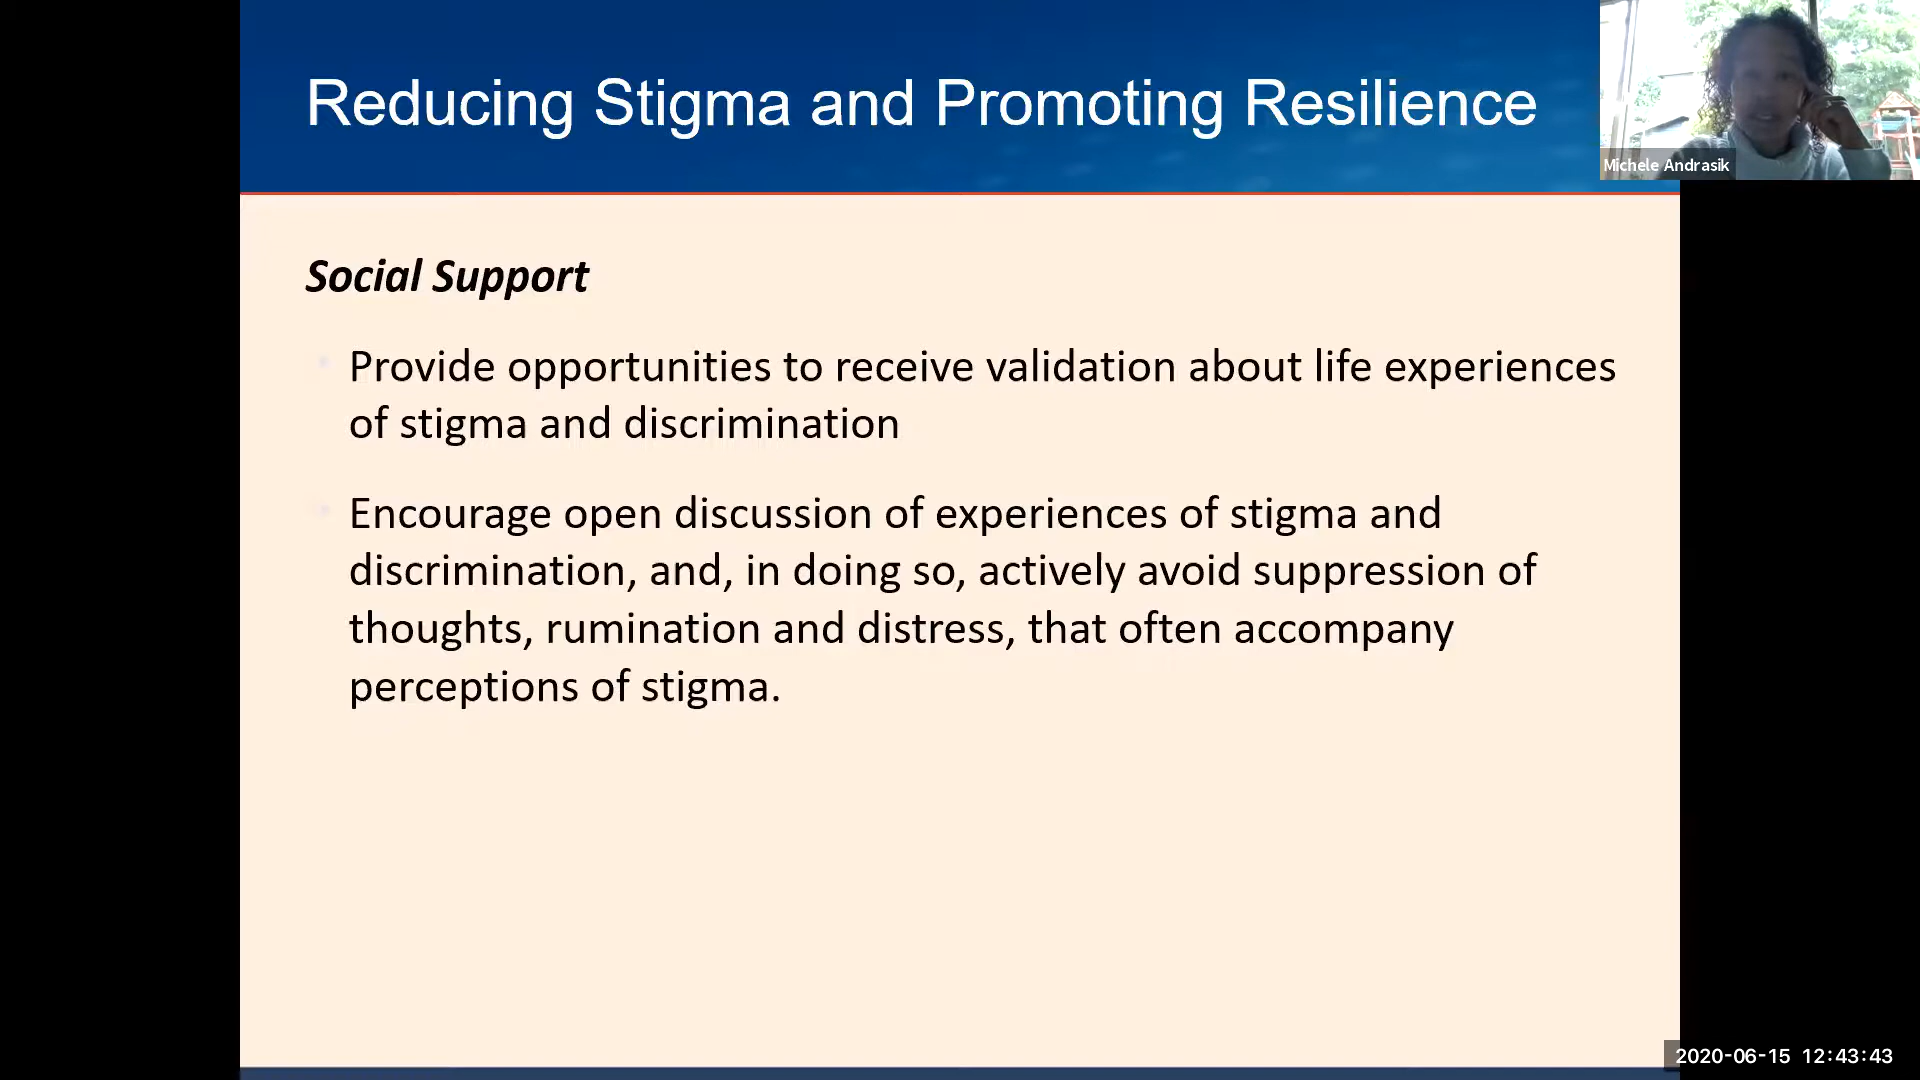 Reducing Stigma and Promoting Resilience
Michele Andrasik
Social Support
Provide opportunities to receive validation about life experiences
of stigma and discrimination
Encourage open discussion of experiences of stigma and
discrimination, and, in doing so, actively avoid suppression of
thoughts, rumination and distress, that often accompany
perceptions of stigma.
2020-06-15 12:43:43